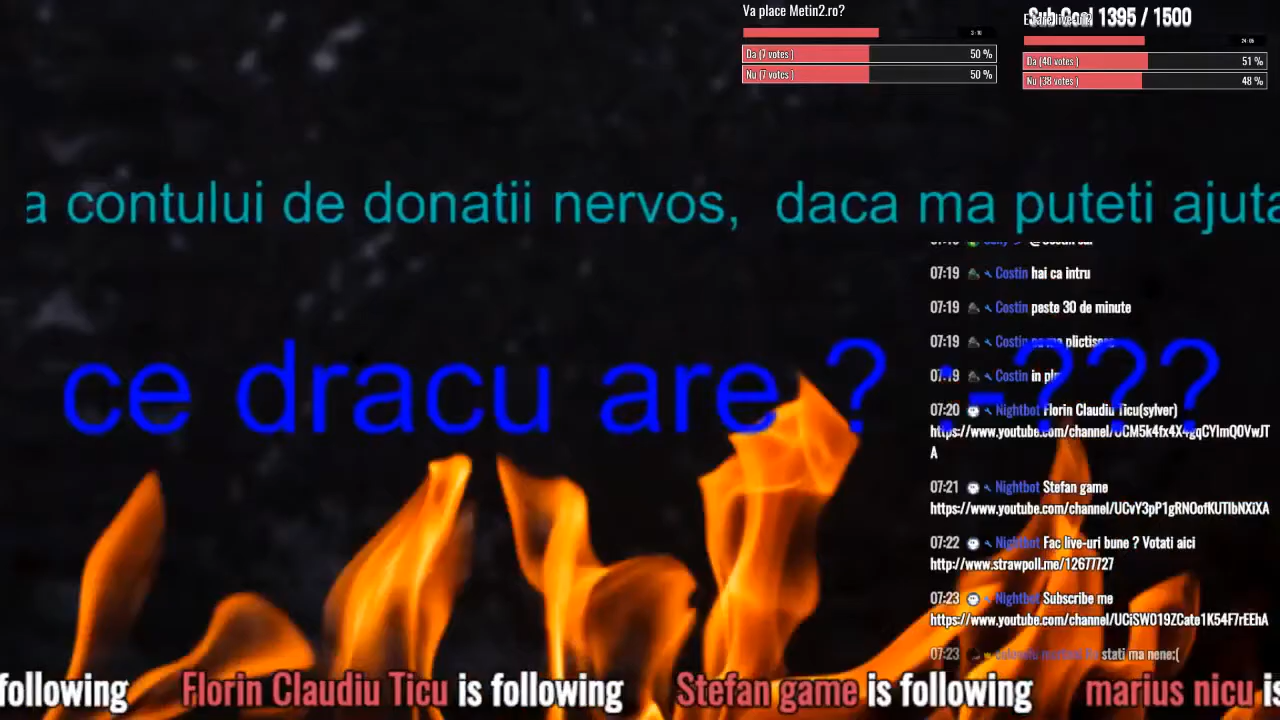 Va place Metin2.ro?
Da (7 votes ) 50 %
Nu (7 votes ) 50 %
Sub Goal 1395 / 1500
Da (40 votes ) 51 %
Nu (38 votes ) 48 %
a contului de donatii nervos, daca ma puteti ajuta
ce dracu are ? :-???
07:19 Costin hai ca intru
07:19 Costin peste 30 de minute
07:19 Costin plictisesc
07:19 Costin in
07:20 Nightbot Florin Claudiu Ticu(sylver)
07:21 Nightbot Stefan game
https://www.youtube.com/channel/UCvY3pP1gRNOofKUTIbNXiXA
07:22 Nightbot Fac live-uri bune ? Votati aici
http://www.strawpoll.me/12677727
07:23 Nightbot Subscribe me
https://www.youtube.com/channel/UCiSWO19ZCate1K54F7rEEhA
07:23 stati ma nene:(
following Florin Claudiu Ticu is following Stefan game is following marius nicu is